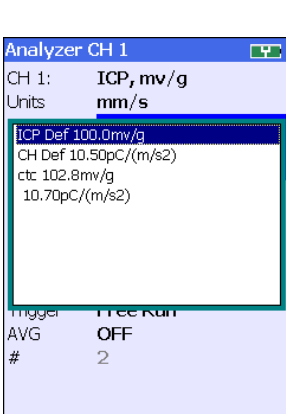 Analyzer CH 1
CH 1: ICP, mv/g
Units mm/s
ICP Def 100.0mv/g
CH Def 10.50pC/(m/s2)
ctc 102.8mv/g
10.70pC/(m/s2)
Trigger Free Run
AVG OFF
# 2